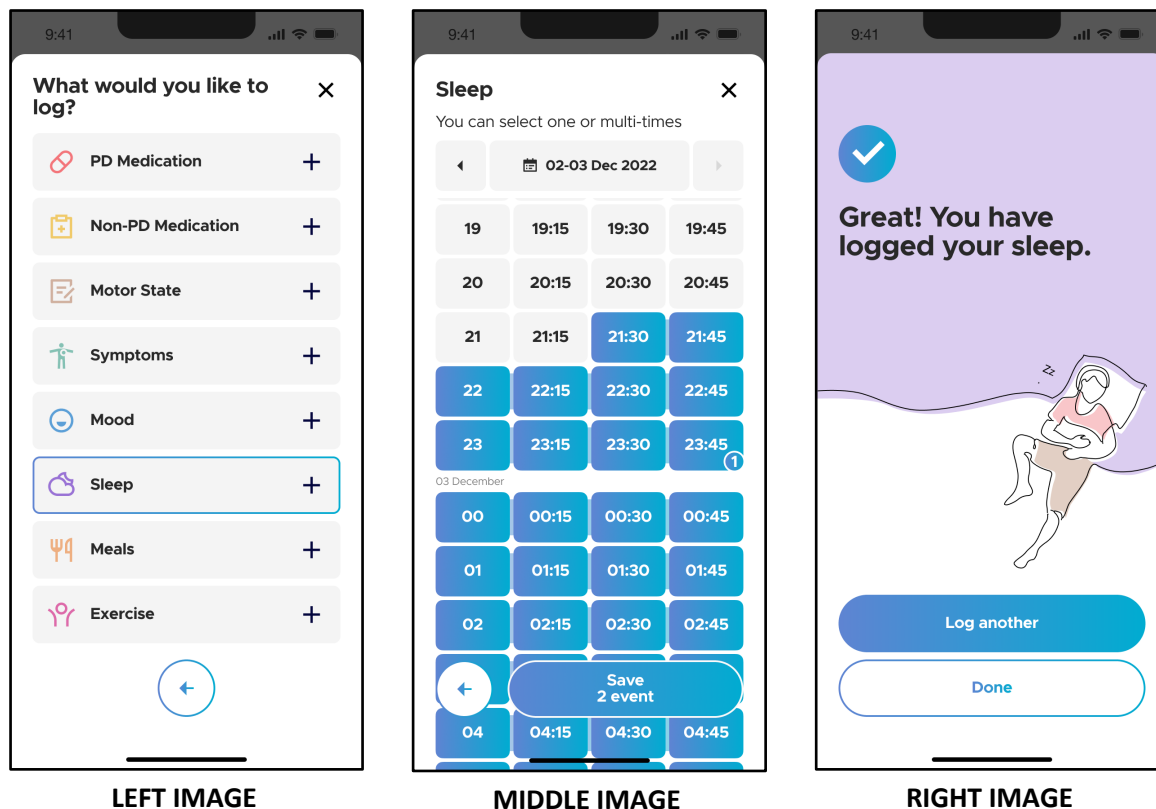 9:41
What would you like to
log?
PD Medication
Non-PD Medication
Motor State
Symptoms
Mood
Sleep
Meals
Exercise
LEFT IMAGE
9:41
Sleep
You can select one or multi-times
02-03 Dec 2022
19 19:15 19:30 19:45
20 20:15 20:30 20:45
21 21:15 21:30 21:45
22 22:15 22:30 22:45
23 23:15 23:30 23:45
1
03 December
00 00:15 00:30 00:45
01 01:15 01:30 01:45
02 02:15 02:30 02:45
Save
2 event
04 04:15 04:30 04:45
MIDDLE IMAGE
9:41
Great! You have
logged your sleep.
Zz
Log another
Done
RIGHT IMAGE